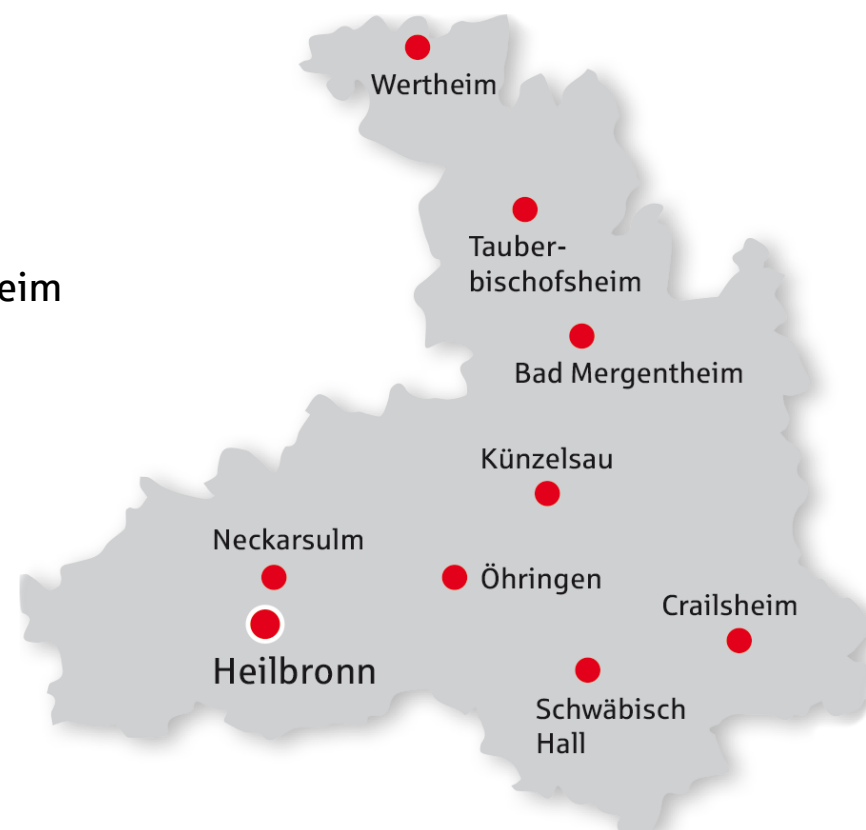 Wertheim
Tauber-
bischofsheim
eim
Bad Mergentheim
Künzelsau
Neckarsulm
Öhringen
Crailsheim
Heilbronn
Schwäbisch
Hall